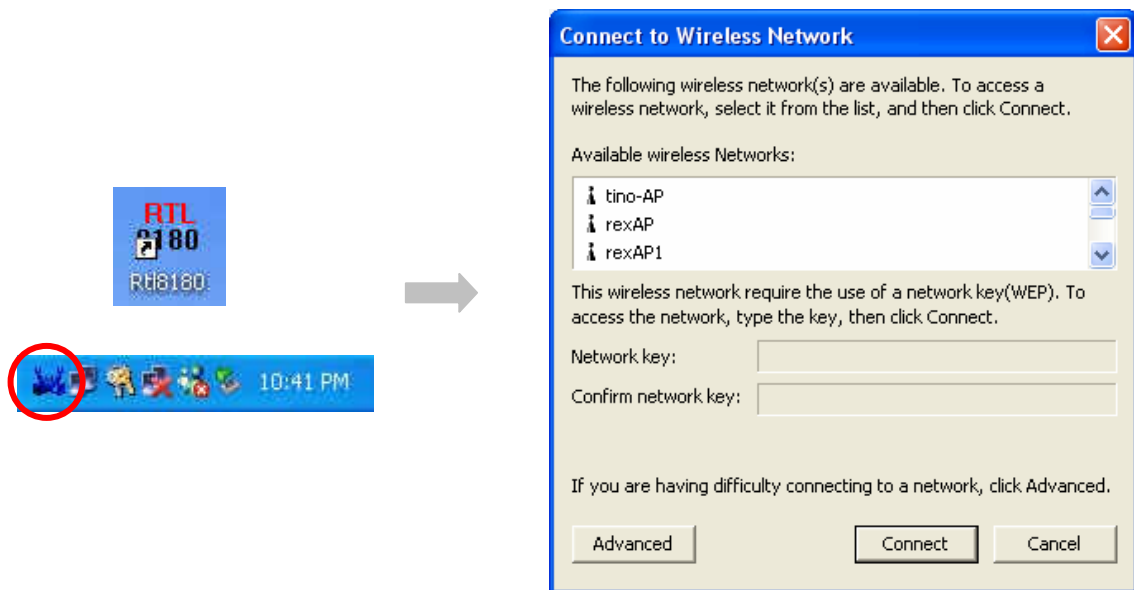 RTL
8180
Rtl8180
10:41 PM
Connect to Wireless Network
The following wireless network(s) are available. To access a
wireless network, select it from the list, and then click Connect.
Available wireless Networks:
tino-AP
rexAP
rexAP1
This wireless network require the use of a network key(WEP). To
access the network, type the key, then click Connect.
Network key:
Confirm network key:
If you are having difficulty connecting to a network, click Advanced.
Advanced
Connect
Cancel